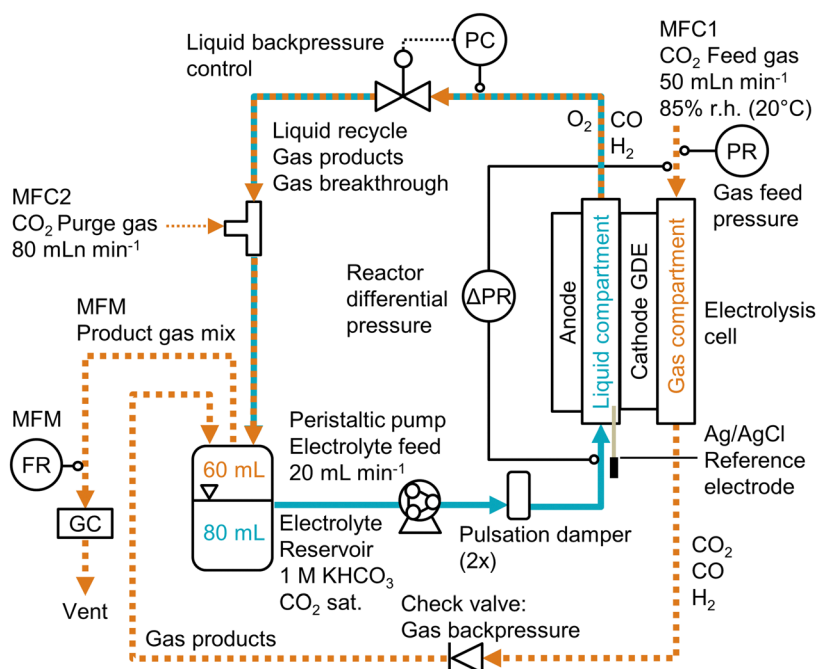 Liquid backpressure
control
PC
MFC1
CO₂ Feed gas
50 mLn min⁻¹
85% r.h. (20°C)
O₂
CO
H₂
PR
Gas feed
pressure
Liquid recycle
Gas products
Gas breakthrough
MFC2
CO₂ Purge gas
80 mLn min⁻¹
Reactor
differential
pressure
ΔPR
Anode
Liquid compartment
Cathode GDE
Gas compartment
Electrolysis
cell
MFM
Product gas mix
MFM
FR
GC
Vent
60 mL
80 mL
Peristaltic pump
Electrolyte feed
20 mL min⁻¹
Ag/AgCl
Reference
electrode
Electrolyte
Reservoir
1 M KHCO₃
CO₂ sat.
Pulsation damper
(2x)
CO₂
CO
H₂
Check valve:
Gas backpressure
Gas products